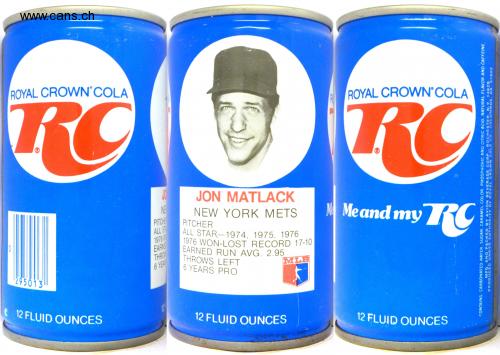 www.cans.ch
ROYAL CROWN COLA
RC
295013
12 FLUID OUNCES
JON MATLACK
NEW YORK METS
PITCHER
ALL STAR—1974, 1975, 1976
1976 WON-LOST RECORD 17-10
EARNED RUN AVG. 2.95
THROWS LEFT
6 YEARS PRO
MLB
12 FLUID OUNCES
ROYAL CROWN COLA
RC
Me and my RC
12 FLUID OUNCES